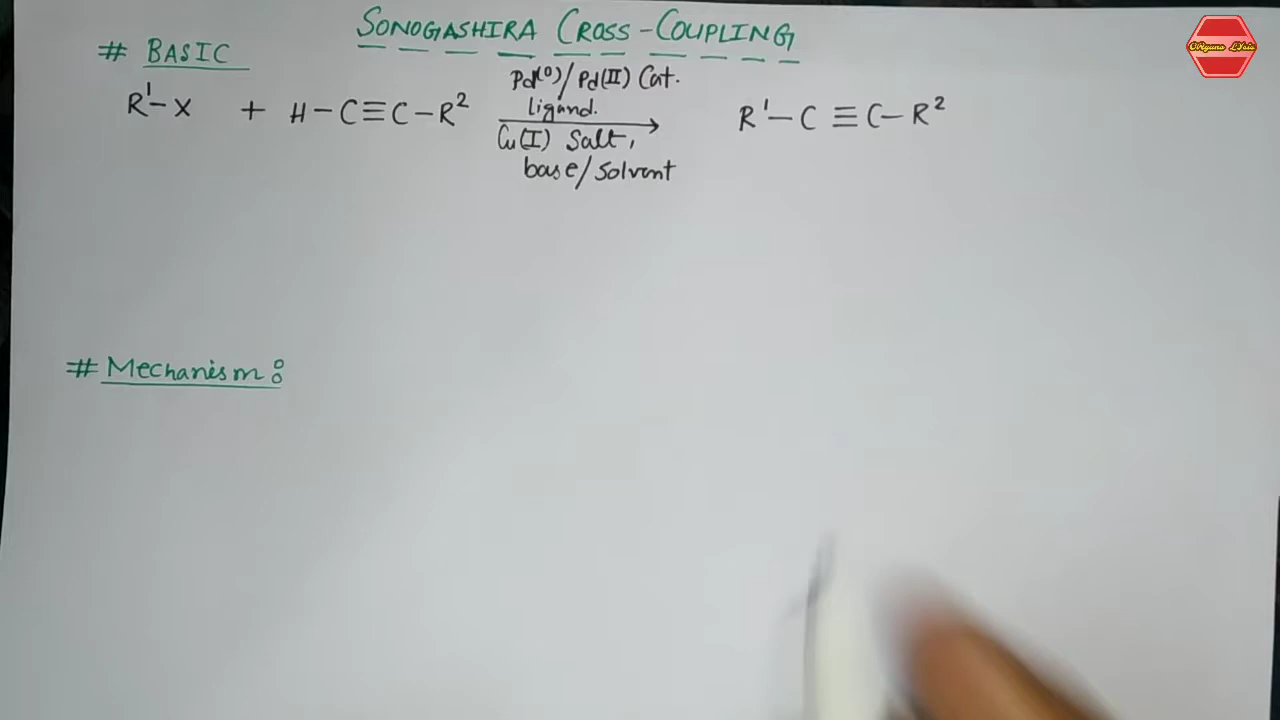 SONOGASHIRA CROSS-COUPLING
# BASIC
R¹-X + H-C≡C-R² Pd(0)/Pd(II) Cat. R¹-C≡C-R²
ligand.
Cu(I) Salt,
base/Solvent
# Mechanism: